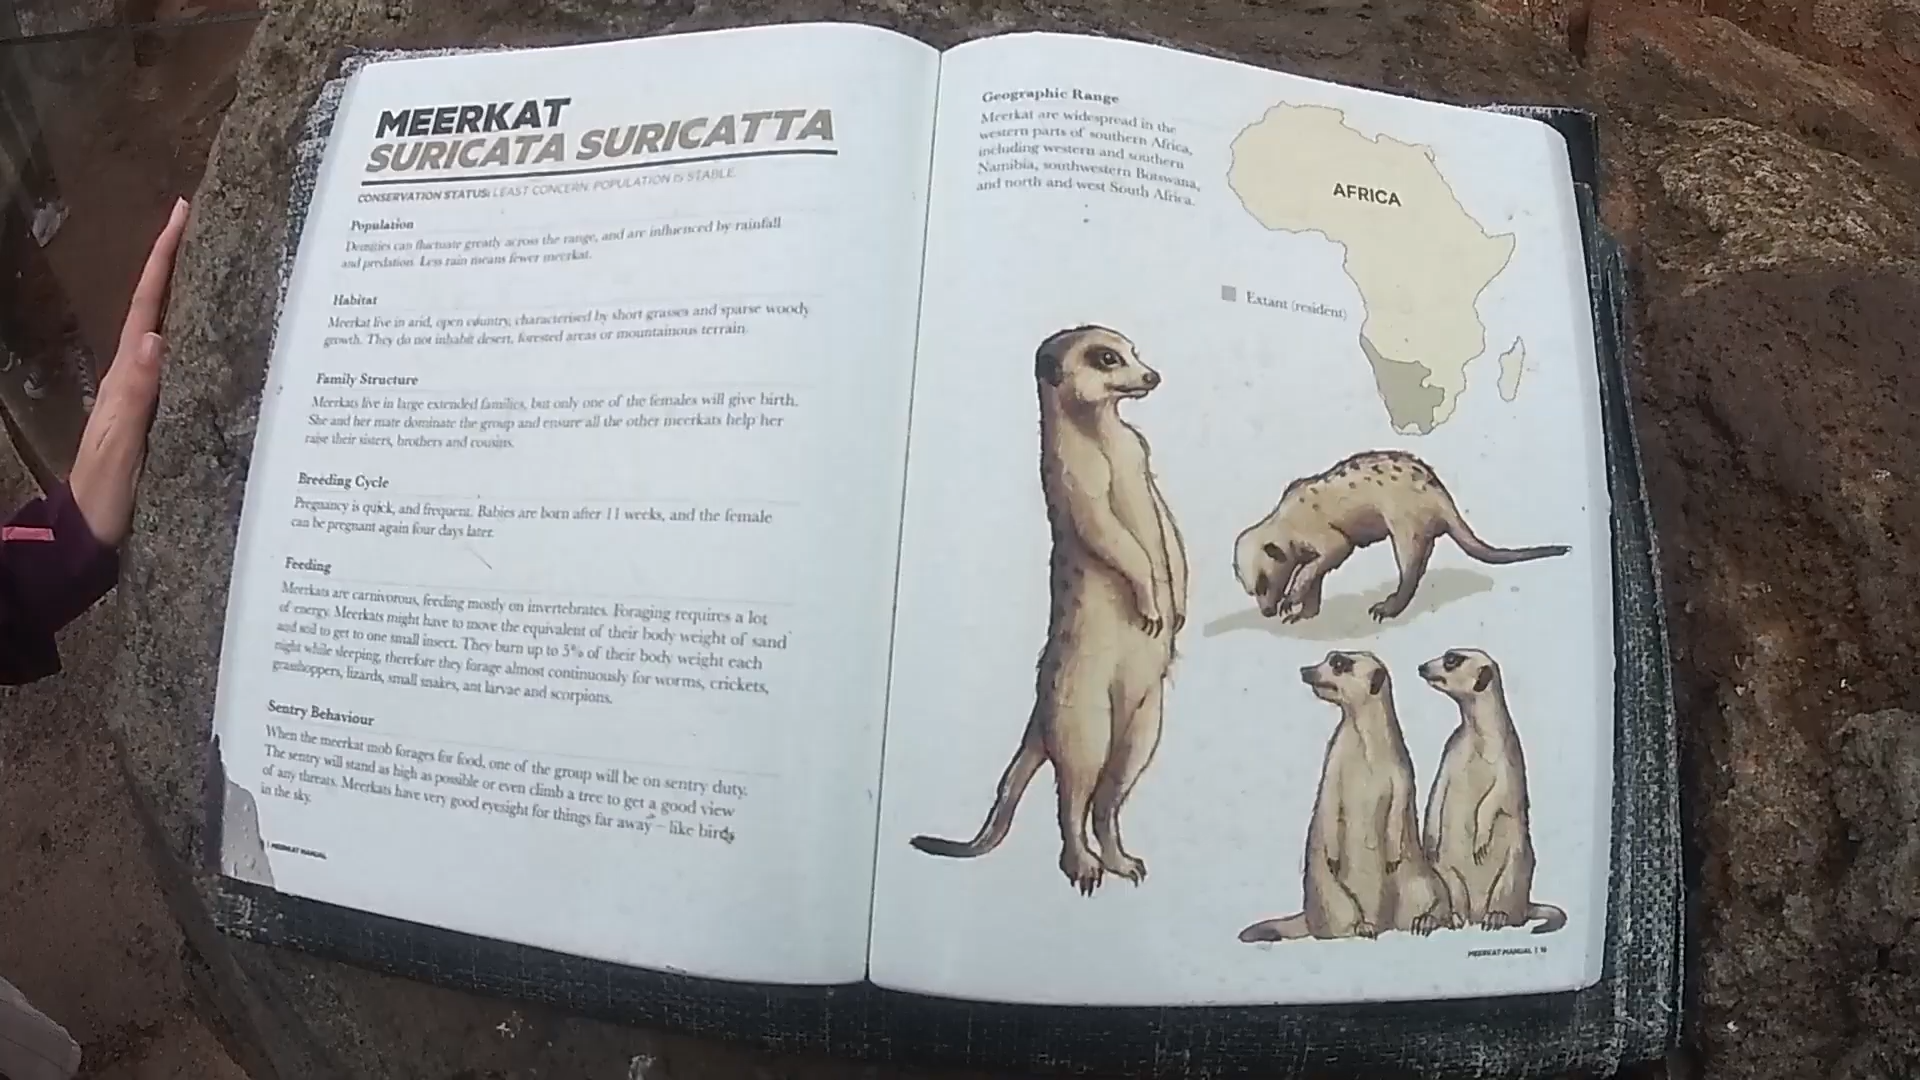 MEERKAT
SURICATA SURICATTA
CONSERVATION STATUS: LEAST CONCERN. POPULATION IS STABLE.
Population
Densities can fluctuate greatly across the range, and are influenced by rainfall
and predation. Less rain means fewer meerkat.
Habitat
Meerkat live in arid, open country, characterised by short grasses and sparse woody
growth. They do not inhabit desert, forested areas or mountainous terrain.
Family Structure
Meerkats live in large extended families, but only one of the females will give birth.
She and her mate dominate the group and ensure all the other meerkats help her
raise their sisters, brothers and cousins.
Breeding Cycle
Pregnancy is quick, and frequent. Babies are born after 11 weeks, and the female
can be pregnant again four days later.
Feeding
Meerkats are carnivorous, feeding mostly on invertebrates. Foraging requires a lot
of energy. Meerkats might have to move the equivalent of their body weight of sand
and soil to get to one small insect. They burn up to 5% of their body weight each
night while sleeping, therefore they forage almost continuously for worms, crickets,
grasshoppers, lizards, small snakes, ant larvae and scorpions.
Sentry Behaviour
When the meerkat mob forages for food, one of the group will be on sentry duty.
The sentry will stand as high as possible or even climb a tree to get a good view
of any threats. Meerkats have very good eyesight for things far away – like birds
in the sky.
| MEERKAT MANUAL
Geographic Range
Meerkat are widespread in the
western parts of southern Africa,
including western and southern
Namibia, southwestern Botswana,
and north and west South Africa.
AFRICA
Extant (resident)
MEERKAT MANUAL |